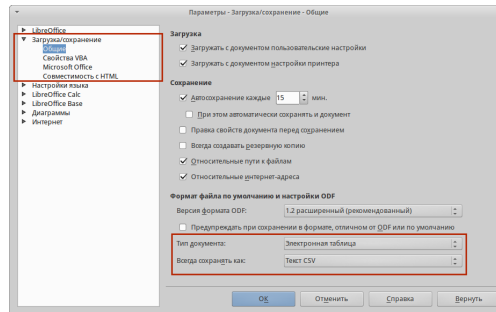 Параметры - Загрузка/сохранение - Общие
LibreOffice
Загрузка/сохранение
Общие
Свойства VBA
Microsoft Office
Совместимость с HTML
Настройки языка
LibreOffice Calc
LibreOffice Base
Диаграммы
Интернет
Загрузка
Загружать с документом пользовательские настройки
Загружать с документом настройки принтера
Сохранение
Автосохранение каждые 15 мин.
При этом автоматически сохранять и документ
Правка свойств документа перед сохранением
Всегда создавать резервную копию
Относительные пути к файлам
Относительные интернет-адреса
Формат файла по умолчанию и настройки ODF
Версия формата ODF: 1.2 расширенный (рекомендованный)
Предупреждать при сохранении в формате, отличном от ODF или по умолчанию
Тип документа: Электронная таблица
Всегда сохранять как: Текст CSV
OK Отменить Справка Вернуть